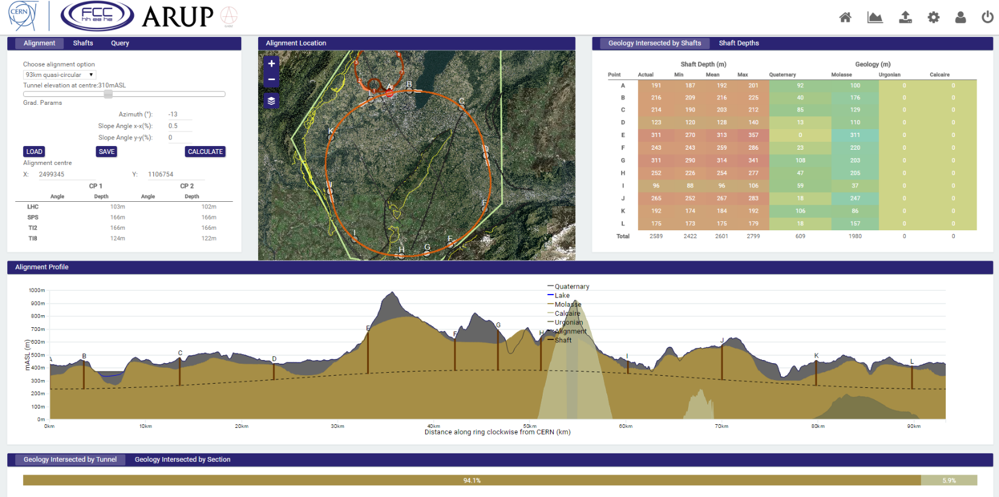 CERN FCC hh ee he ARUP
Alignment Shafts Query
Choose alignment option
93km quasi-circular
Tunnel elevation at centre:310mASL
Grad. Params
Azimuth (°): -13
Slope Angle x-x(%): 0.5
Slope Angle y-y(%): 0
LOAD SAVE CALCULATE
Alignment centre
X: 2499345 Y: 1106754
CP 1 CP 2
Angle Depth Angle Depth
LHC 103m 102m
SPS 166m 166m
TI2 166m 166m
TI8 124m 122m
Alignment Location
+
−
A
B
C
D
E
F
G
H
I
J
K
L
Geology Intersected by Shafts Shaft Depths
Shaft Depth (m) Geology (m)
Point Actual Min Mean Max Quaternary Molasse Urgonian Calcaire
A 191 187 192 201 92 100 0 0
B 216 209 216 225 40 176 0 0
C 214 190 203 212 85 129 0 0
D 123 120 128 140 13 110 0 0
E 311 270 313 357 0 311 0 0
F 243 243 259 286 23 220 0 0
G 311 290 314 341 108 203 0 0
H 252 226 254 277 47 205 0 0
I 96 88 96 106 59 37 0 0
J 265 252 267 283 18 247 0 0
K 192 174 184 192 106 86 0 0
L 175 173 175 179 18 157 0 0
Total 2589 2422 2601 2799 609 1980 0 0
Alignment Profile
mASL (m)
1000m
900m
800m
700m
600m
500m
400m
300m
200m
100m
0m
A B C D E F G H I J K L
Quaternary
Lake
Molasse
Calcaire
Urgonian
Alignment
Shaft
0km 10km 20km 30km 40km 50km 60km 70km 80km 90km
Distance along ring clockwise from CERN (km)
Geology Intersected by Tunnel Geology Intersected by Section
94.1% 5.9%